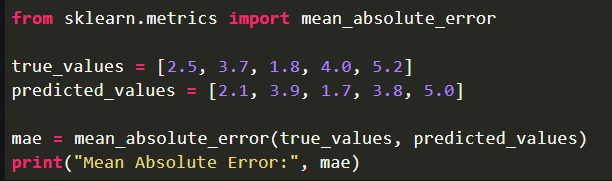 from sklearn.metrics import mean_absolute_error
true_values = [2.5, 3.7, 1.8, 4.0, 5.2]
predicted_values = [2.1, 3.9, 1.7, 3.8, 5.0]
mae = mean_absolute_error(true_values, predicted_values)
print("Mean Absolute Error:", mae)